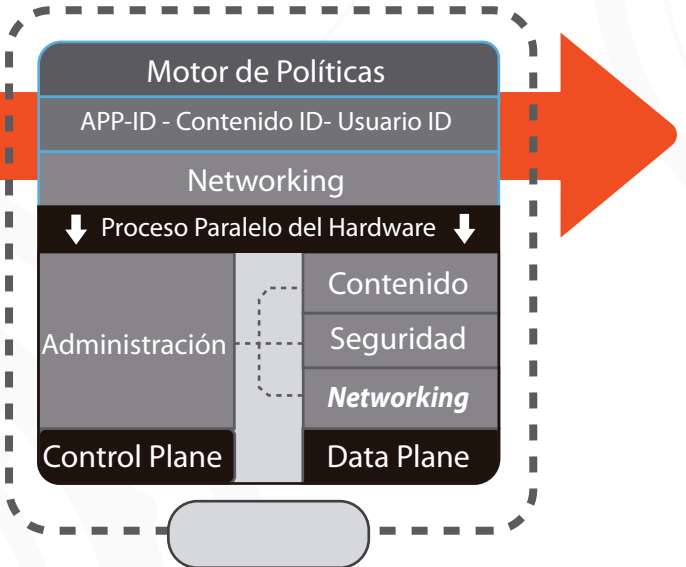 Motor de Políticas
APP-ID - Contenido ID- Usuario ID
Networking
Proceso Paralelo del Hardware
Administración
Contenido
Seguridad
Networking
Control Plane
Data Plane